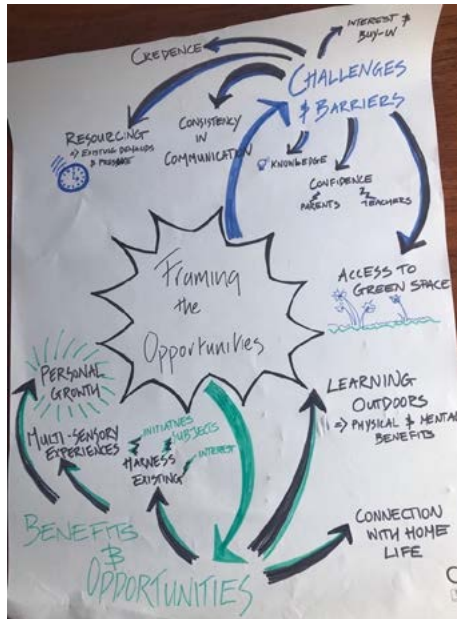 CREDENCE
INTEREST &
BUY-IN
CHALLENGES
& BARRIERS
RESOURCING
=> EXISTING DEMANDS
& PRESSURE
CONSISTENCY
IN
COMMUNICATION
KNOWLEDGE
CONFIDENCE
PARENTS
TEACHERS
ACCESS TO
GREEN SPACE
Framing
the
Opportunities
PERSONAL
GROWTH
MULTI-SENSORY
EXPERIENCES
INITIATIVES
SUBJECTS
INTEREST
HARNESS
EXISTING
LEARNING
OUTDOORS
=> PHYSICAL & MENTAL
BENEFITS
BENEFITS
&
OPPORTUNITIES
CONNECTION
WITH HOME
LIFE